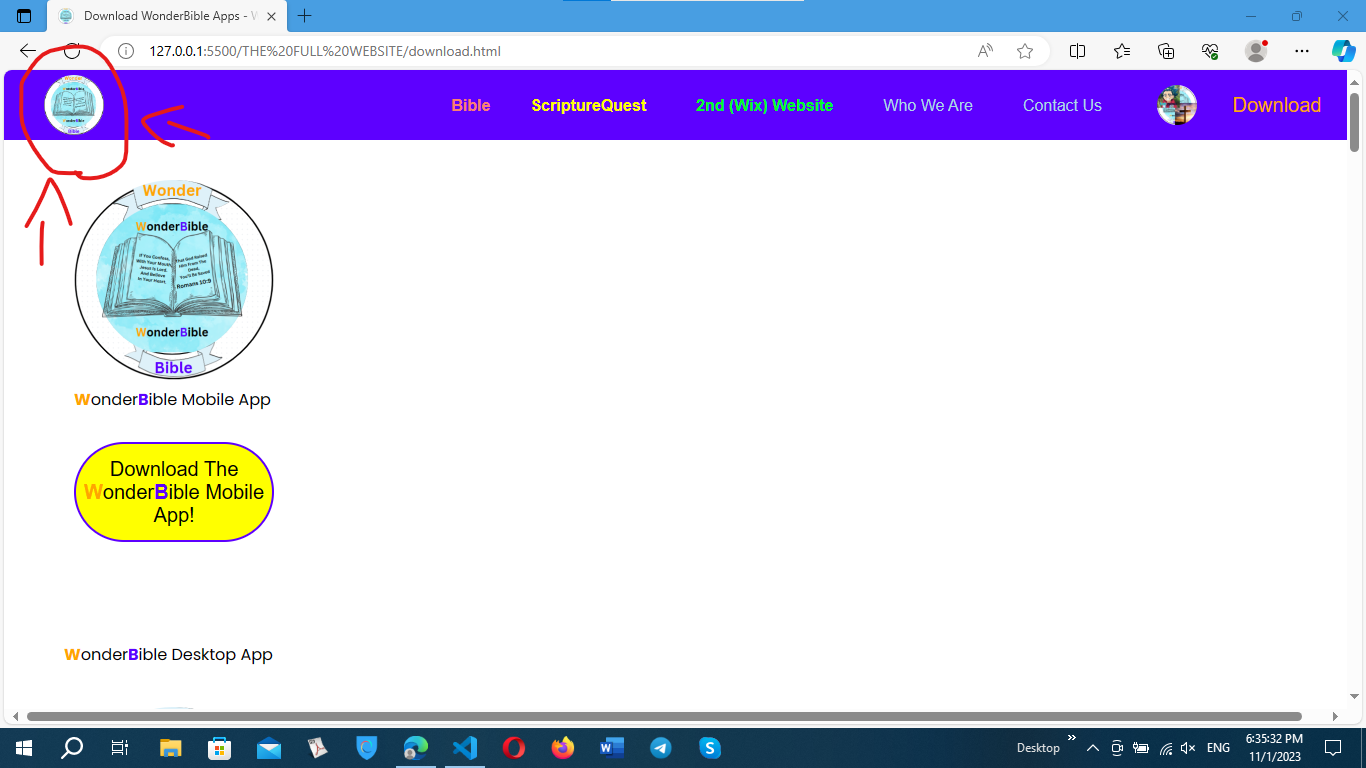 Download WonderBible Apps - W
127.0.0.1:5500/THE%20FULL%20WEBSITE/download.html
Bible
ScriptureQuest
2nd (Wix) Website
Who We Are
Contact Us
Download
Wonder
WonderBible
If You Confess,
With Your Mouth
Jesus Is Lord.
And Believe
in Your Heart,
That God Raised
Him From The
Dead,
You'll Be Saved
Romans 10:9
WonderBible
Bible
WonderBible Mobile App
Download The
WonderBible Mobile
App!
WonderBible Desktop App
Desktop
ENG
6:35:32 PM
11/1/2023